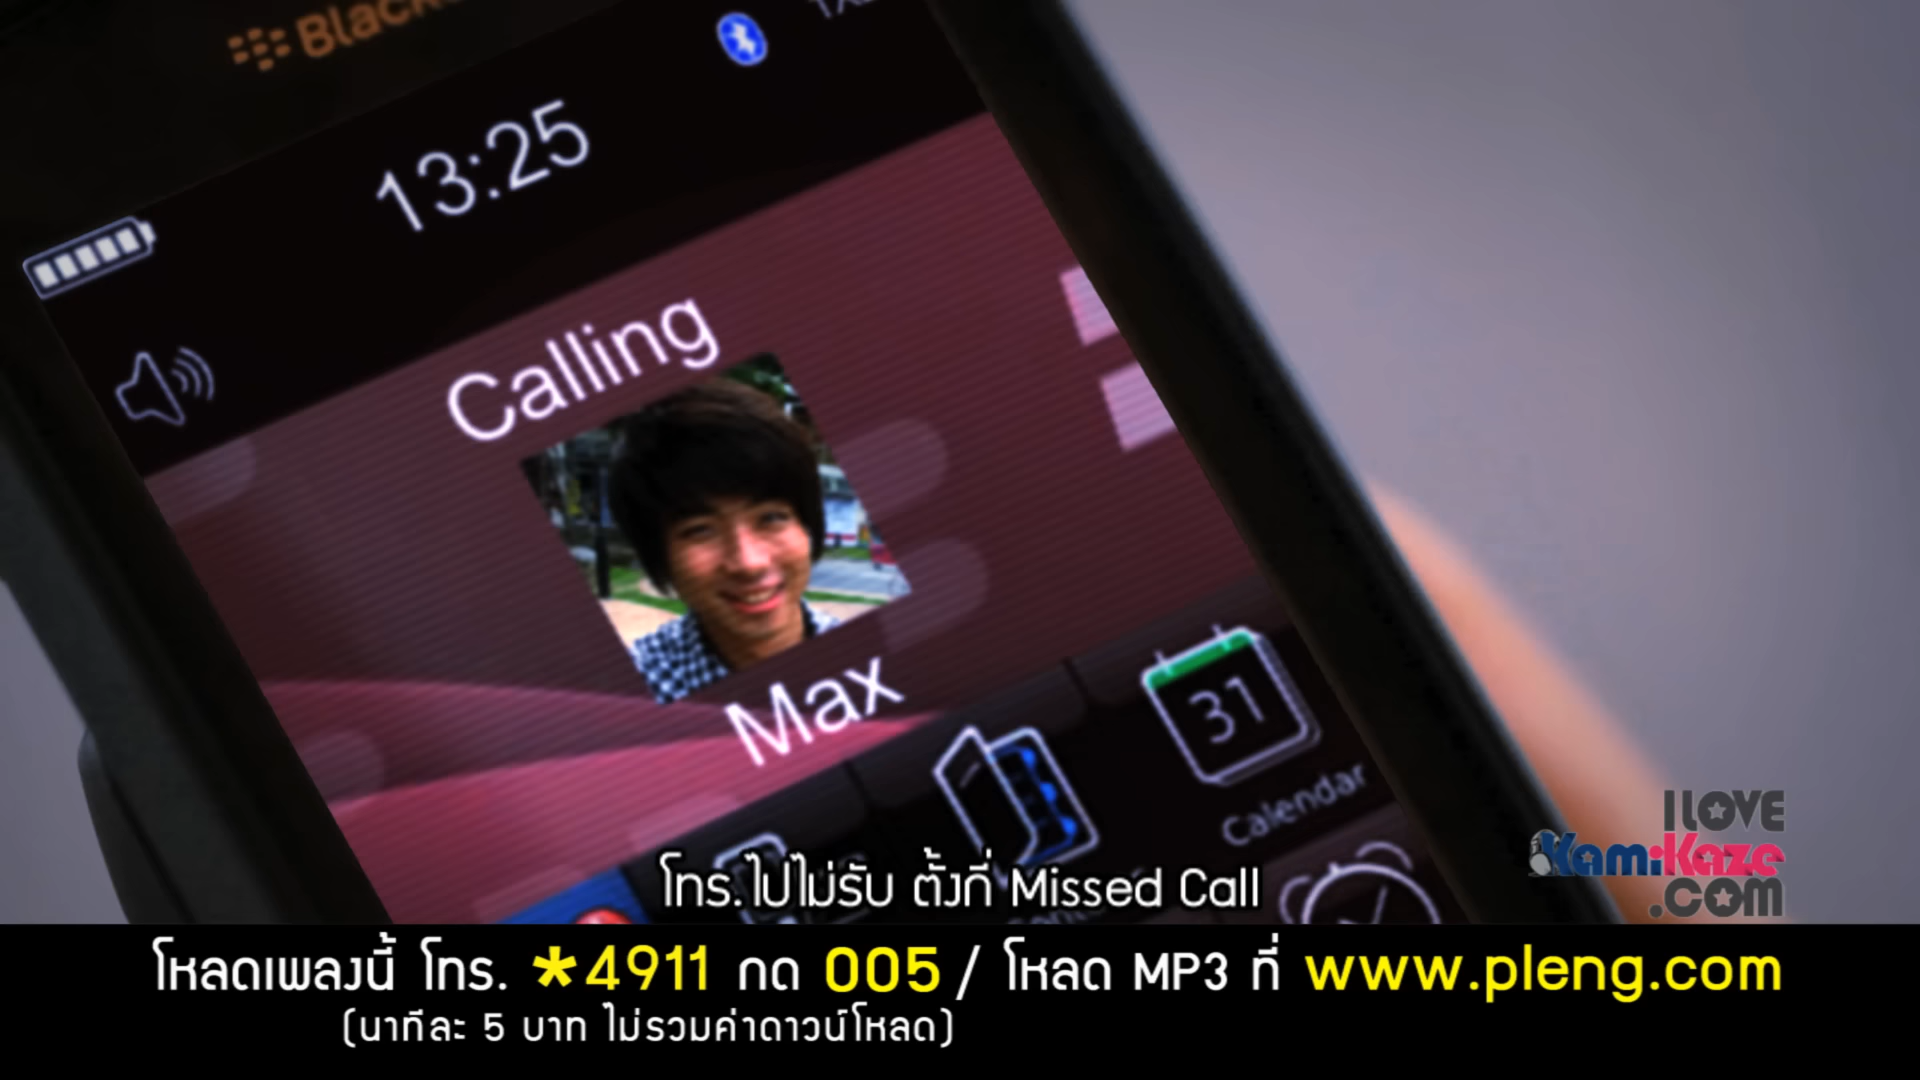 13:25
Calling
Max
31
Calendar
โทร.ไปไม่รับ ตั้งกี่ Missed Call
I LOVE
KamiKaze
.COM
โหลดเพลงนี้ โทร. *4911 กด 005 / โหลด MP3 ที่ www.pleng.com
(นาทีละ 5 บาท ไม่รวมค่าดาวน์โหลด)